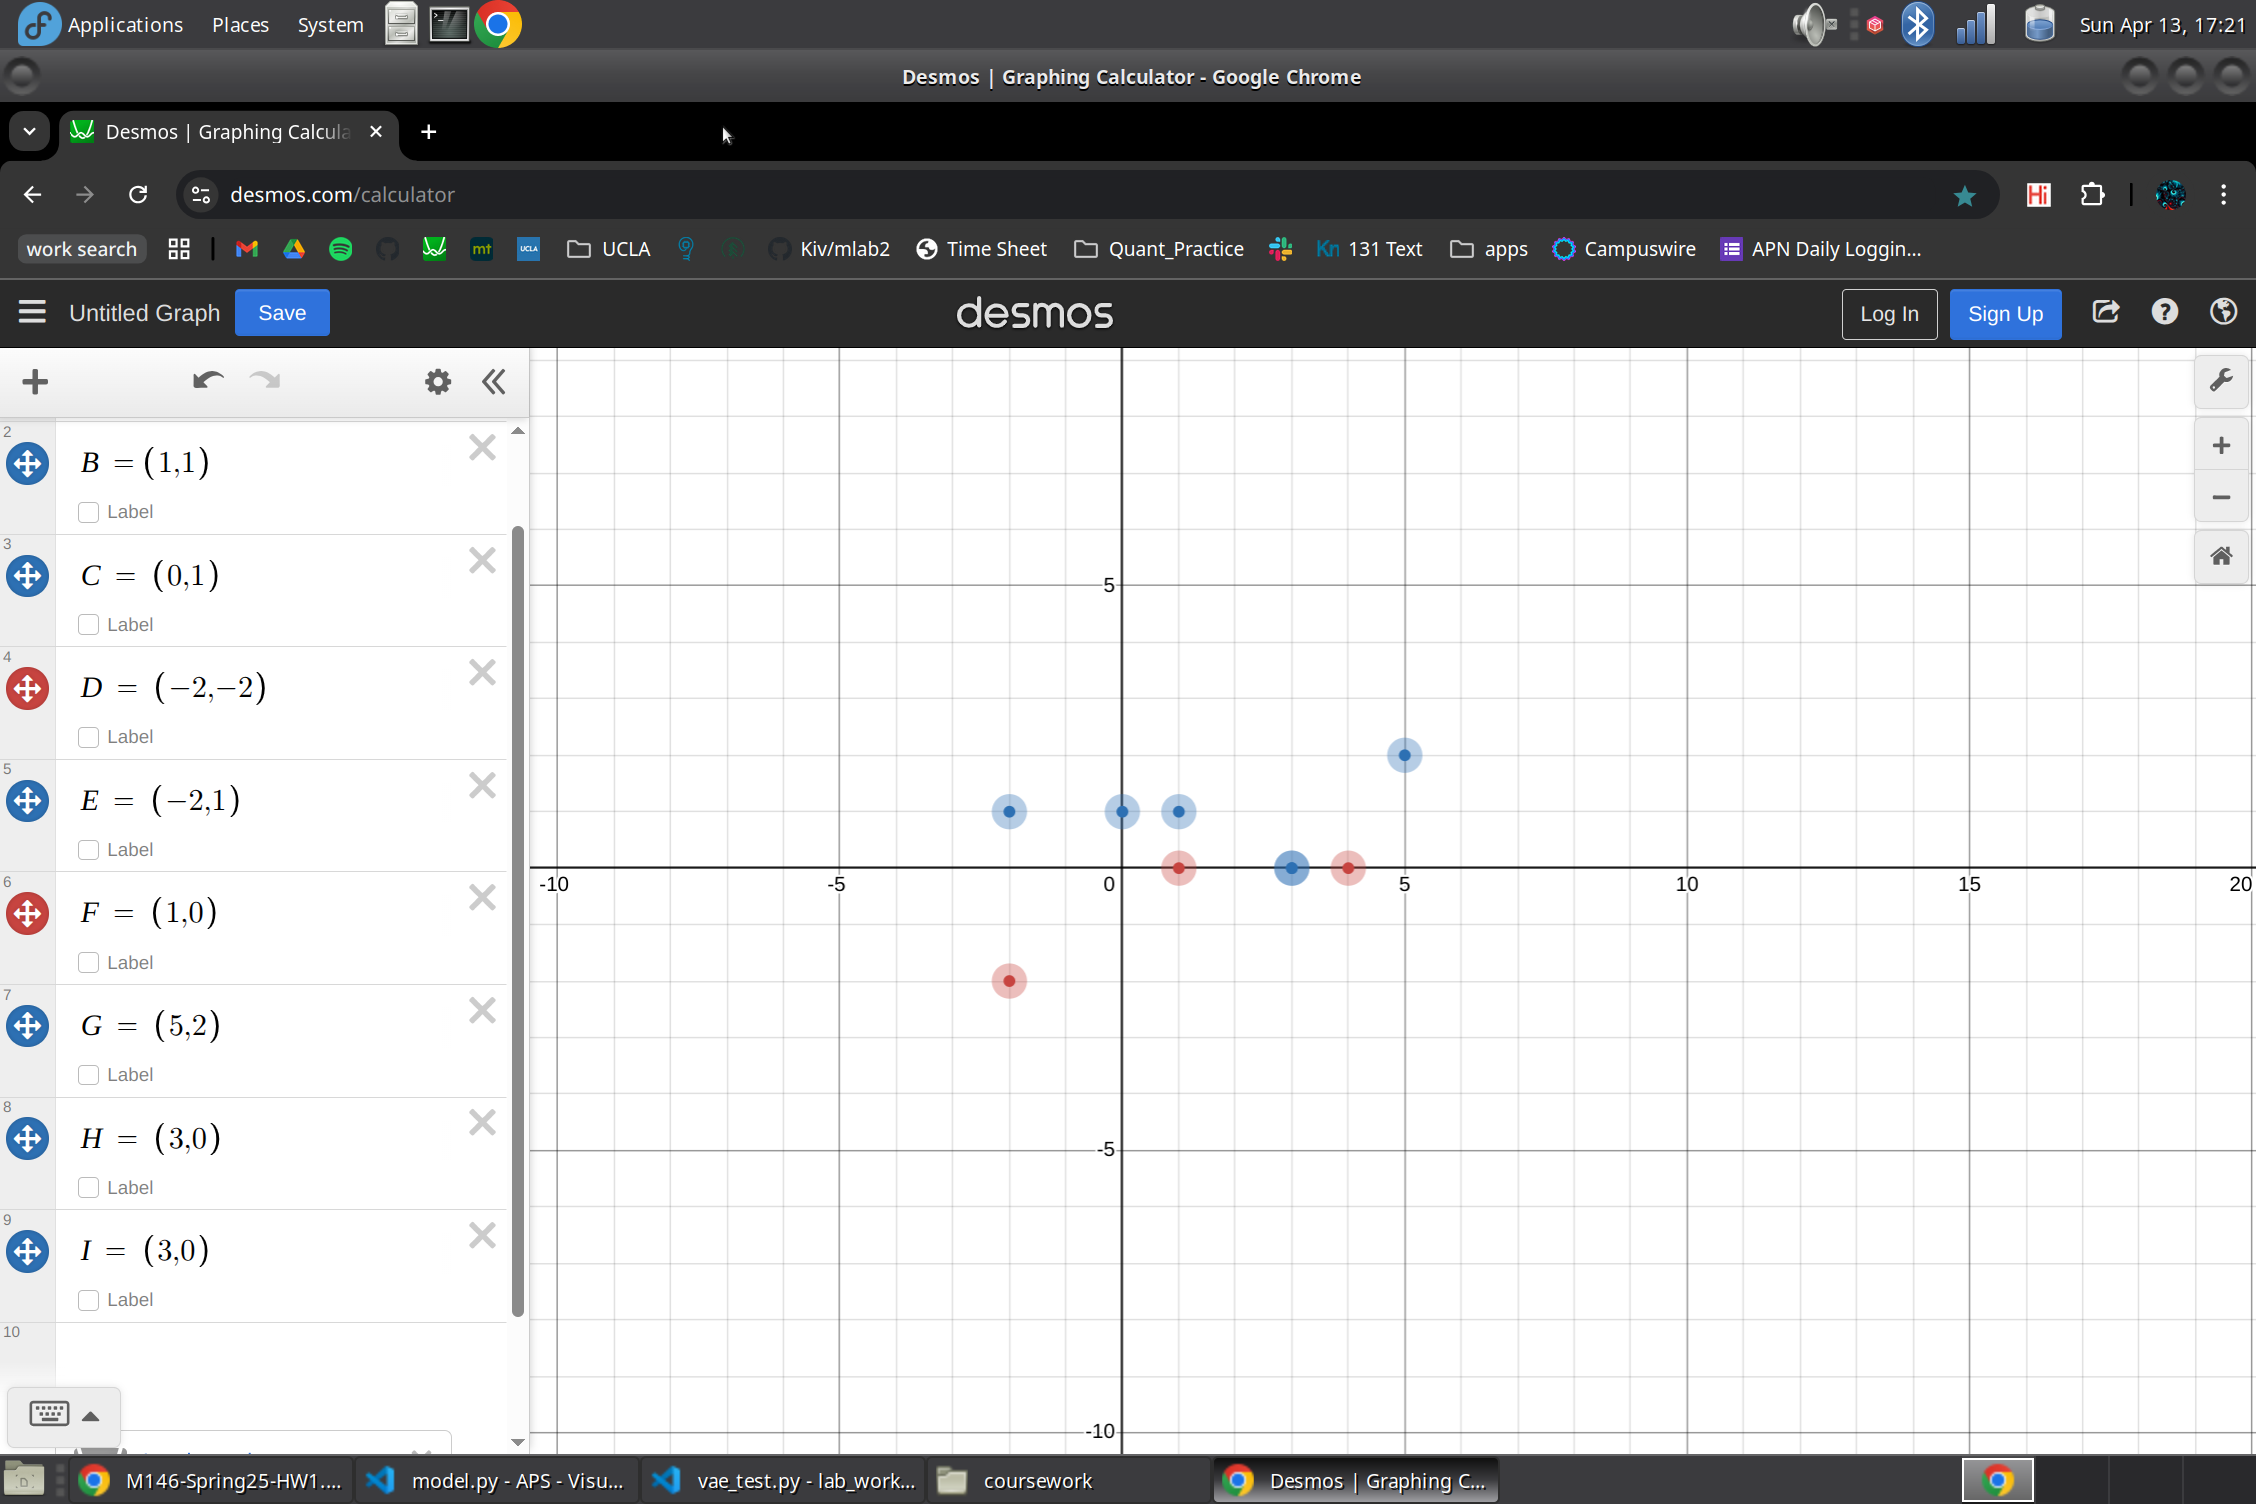 Applications Places System Sun Apr 13, 17:21
Desmos | Graphing Calculator - Google Chrome
Desmos | Graphing Calcula
desmos.com/calculator Hi
work search mt UCLA UCLA Kiv/mlab2 Time Sheet Quant_Practice Kn 131 Text apps Campuswire APN Daily Loggin...
Untitled Graph Save desmos Log In Sign Up
2
B = (1,1)
Label
3
C = (0,1)
Label
4
D = (−2,−2)
Label
5
E = (−2,1)
Label
6
F = (1,0)
Label
7
G = (5,2)
Label
8
H = (3,0)
Label
9
I = (3,0)
Label
10
5
-10 -5 0 5 10 15 20
-5
-10
M146-Spring25-HW1.... model.py - APS - Visu... vae_test.py - lab_work... coursework Desmos | Graphing C...